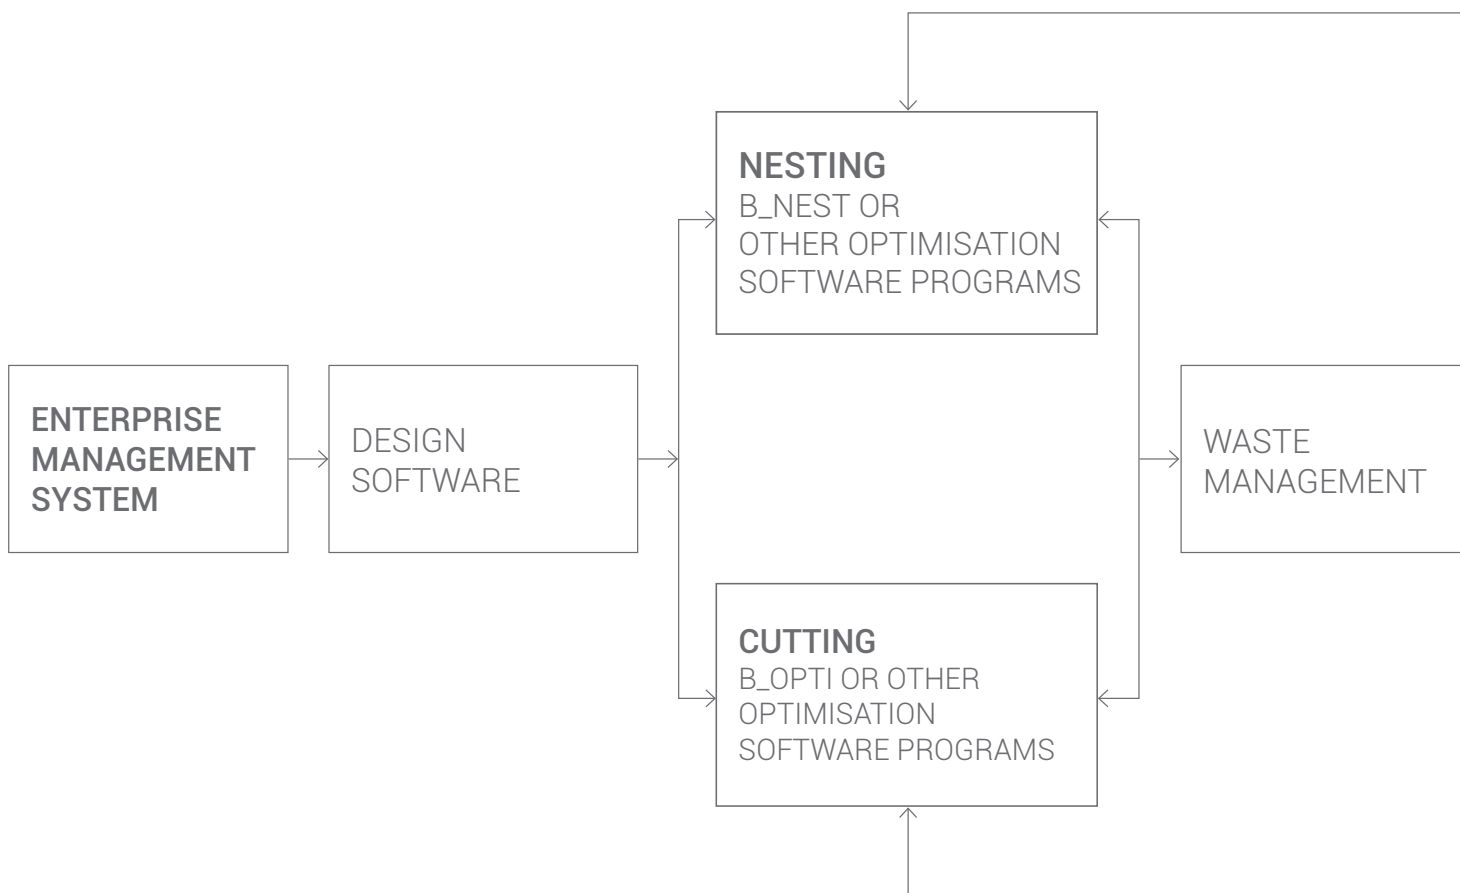 NESTING
B_NEST OR
OTHER OPTIMISATION
SOFTWARE PROGRAMS
ENTERPRISE
MANAGEMENT
SYSTEM
DESIGN
SOFTWARE
WASTE
MANAGEMENT
CUTTING
B_OPTI OR OTHER
OPTIMISATION
SOFTWARE PROGRAMS